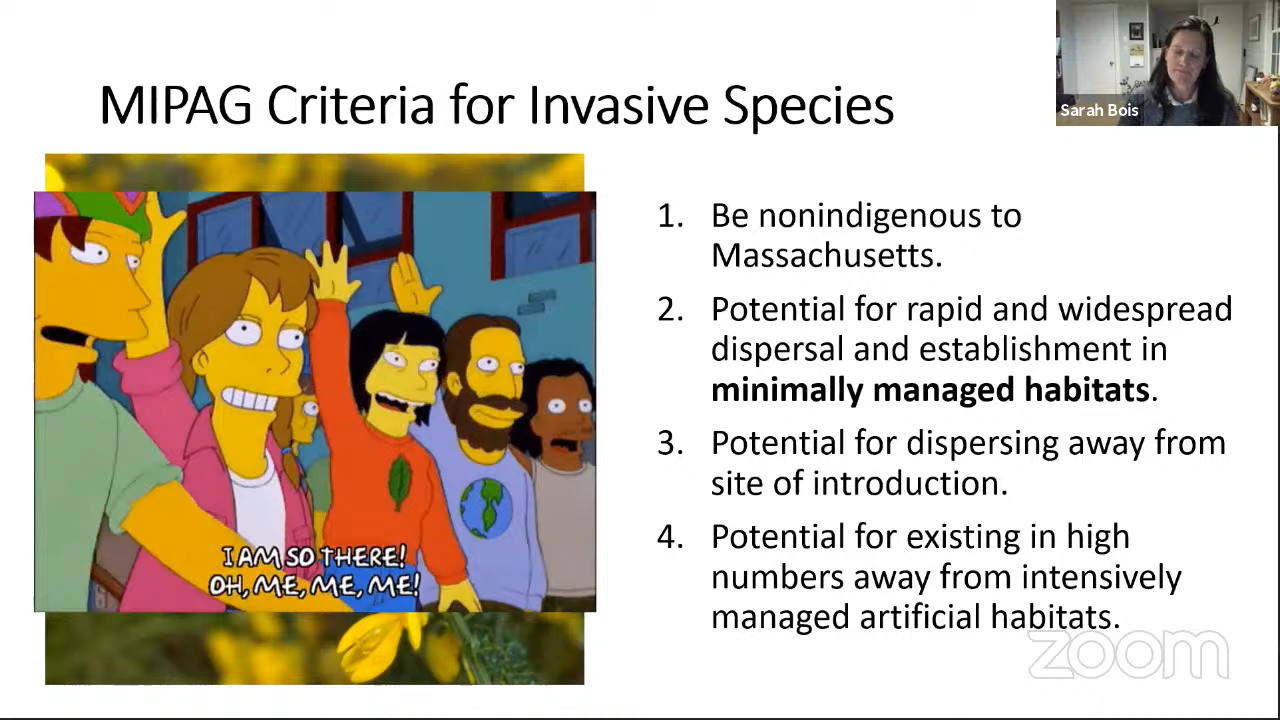 MIPAG Criteria for Invasive Species
Sarah Bois
1. Be nonindigenous to
Massachusetts.
2. Potential for rapid and widespread
dispersal and establishment in
minimally managed habitats.
3. Potential for dispersing away from
site of introduction.
4. Potential for existing in high
numbers away from intensively
managed artificial habitats.
I AM SO THERE!
OH, ME, ME, ME!
zoom